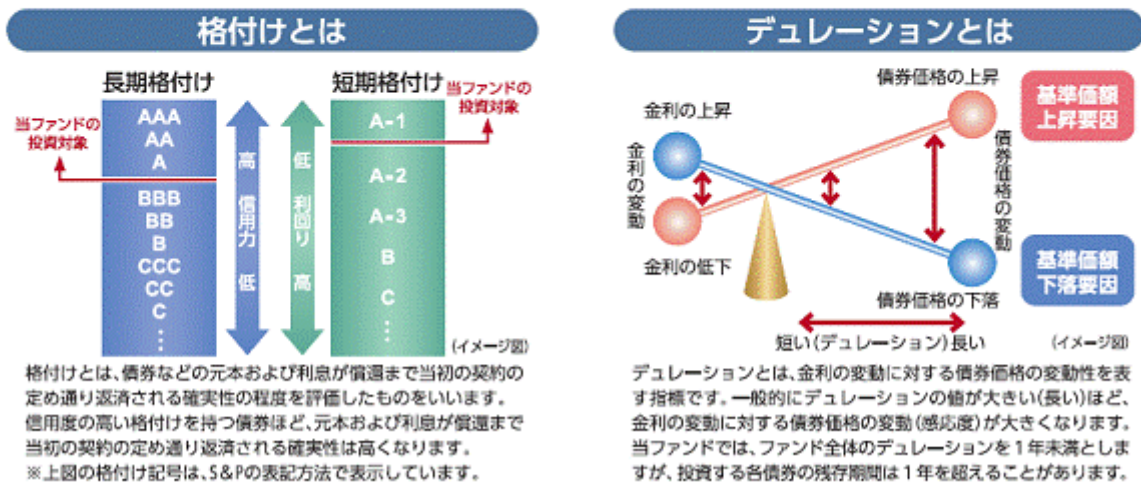 格付けとは
長期格付け
短期格付け
当ファンドの
投資対象
当ファンドの
投資対象
AAA
AA
A
BBB
BB
B
CCC
CC
C
⋮
高
信用力
低
低
利回り
高
A-1
A-2
A-3
B
C
⋮
(イメージ図)
格付けとは、債券などの元本および利息が償還まで当初の契約の
定め通り返済される確実性の程度を評価したものをいいます。
信用度の高い格付けを持つ債券ほど、元本および利息が償還まで
当初の契約の定め通り返済される確実性は高くなります。
※上図の格付け記号は、S&Pの表記方法で表示しています。
デュレーションとは
債券価格の上昇
金利の上昇
基準価額
上昇要因
金利の変動
債券価格の変動
金利の低下
基準価額
下落要因
債券価格の下落
短い(デュレーション)長い
(イメージ図)
デュレーションとは、金利の変動に対する債券価格の変動性を表
す指標です。一般的にデュレーションの値が大きい(長い)ほど、
金利の変動に対する債券価格の変動(感応度)が大きくなります。
当ファンドでは、ファンド全体のデュレーションを1年未満としま
すが、投資する各債券の残存期間は1年を超えることがあります。